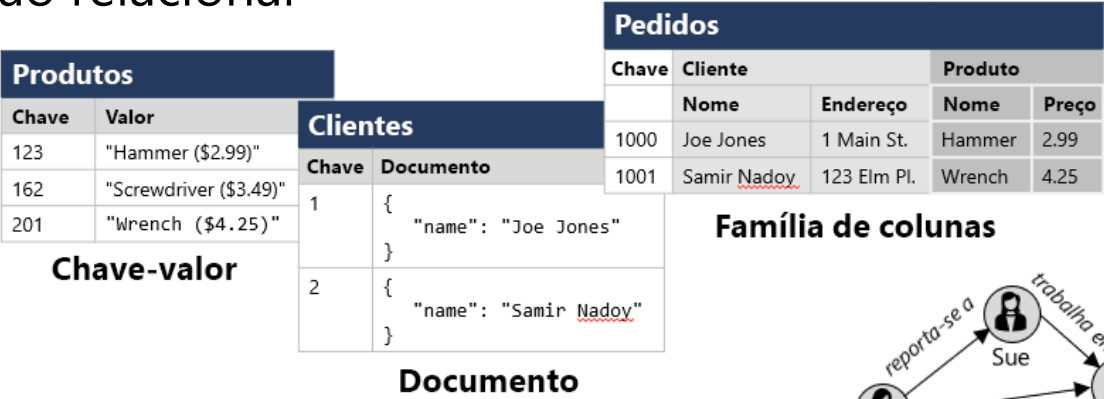 relacional
Produtos
Chave Valor
123 "Hammer ($2.99)"
162 "Screwdriver ($3.49)"
201 "Wrench ($4.25)"
Chave-valor
Clientes
Chave Documento
1 {
"name": "Joe Jones"
}
2 {
"name": "Samir Nadoy"
}
Documento
Pedidos
Chave Cliente Produto
Nome Endereço Nome Preço
1000 Joe Jones 1 Main St. Hammer 2.99
1001 Samir Nadoy 123 Elm Pl. Wrench 4.25
Família de colunas
reporta-se a
trabalha
Sue